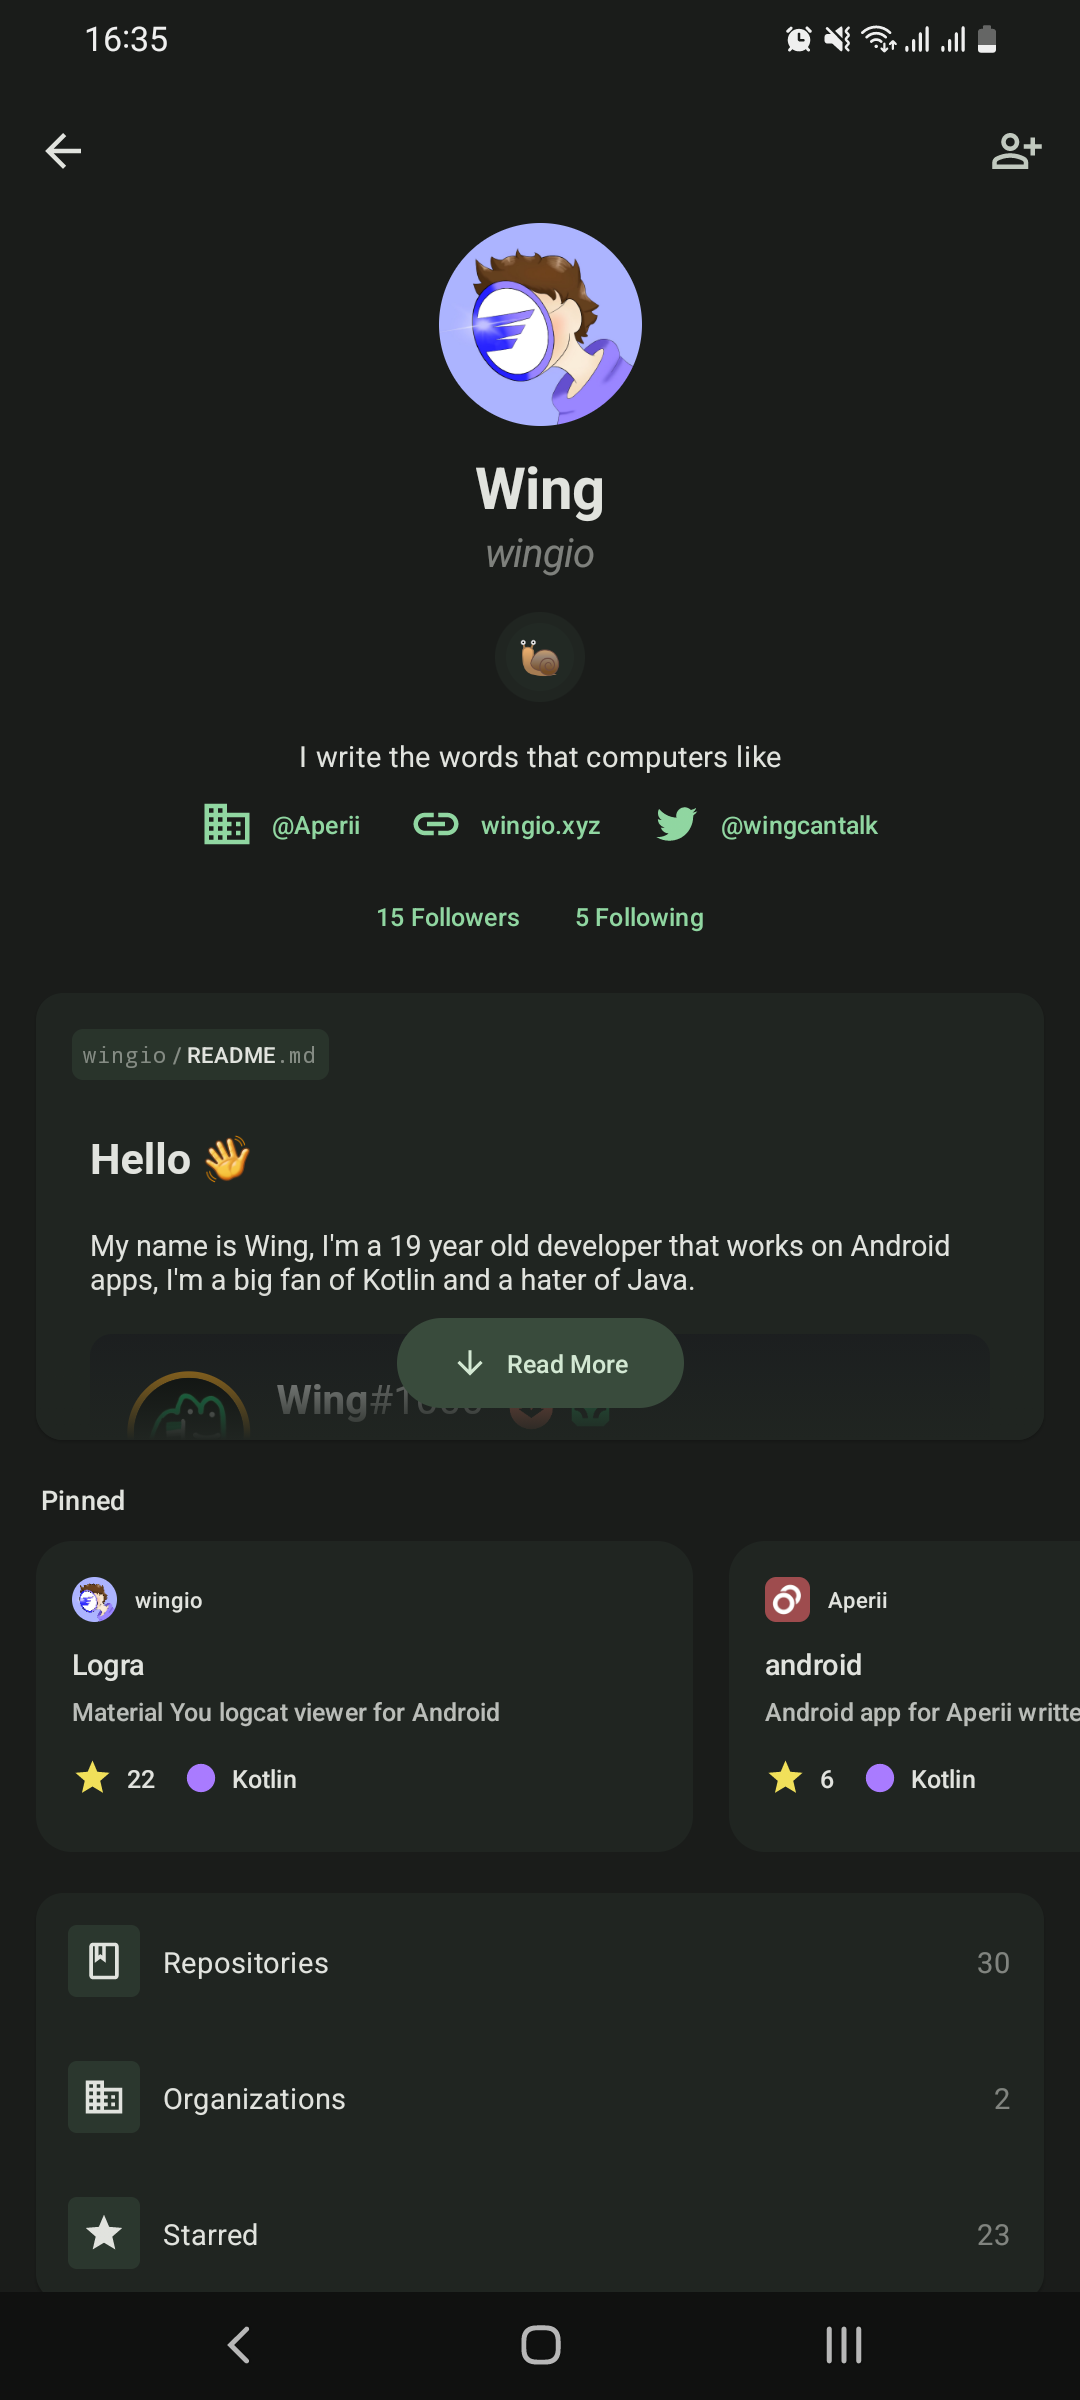 16:35
Wing
wingio
I write the words that computers like
@Aperii wingio.xyz @wingcantalk
15 Followers 5 Following
wingio/README.md
Hello 👋
My name is Wing, I'm a 19 year old developer that works on Android
apps, I'm a big fan of Kotlin and a hater of Java.
Read More
Wing
Pinned
wingio
Logra
Material You logcat viewer for Android
22 Kotlin
Aperii
android
Android app for Aperii writte
6 Kotlin
Repositories 30
Organizations 2
Starred 23